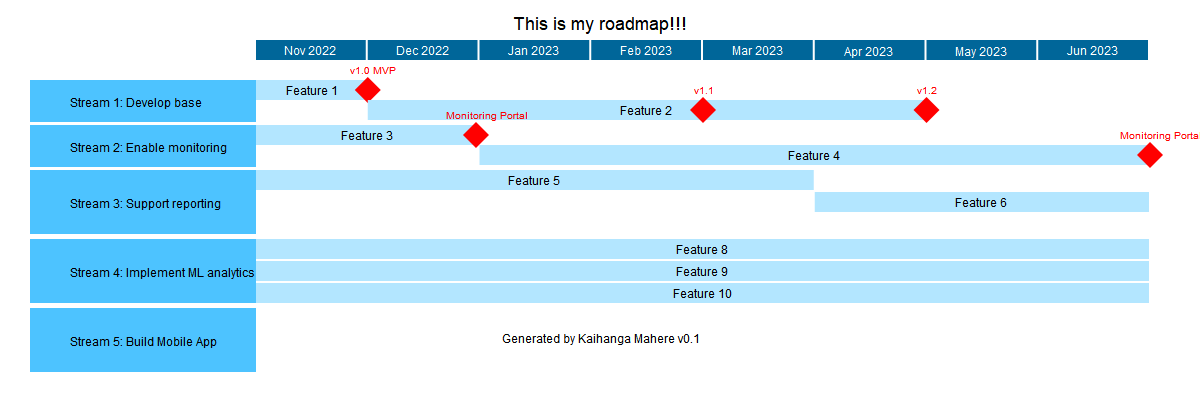 This is my roadmap!!!
Nov 2022 Dec 2022 Jan 2023 Feb 2023 Mar 2023 Apr 2023 May 2023 Jun 2023
v1.0 MVP
Stream 1: Develop base
Feature 1
v1.1
v1.2
Feature 2
Monitoring Portal
Stream 2: Enable monitoring
Feature 3
Monitoring Porta
Feature 4
Stream 3: Support reporting
Feature 5
Feature 6
Stream 4: Implement ML analytics
Feature 8
Feature 9
Feature 10
Stream 5: Build Mobile App
Generated by Kaihanga Mahere v0.1